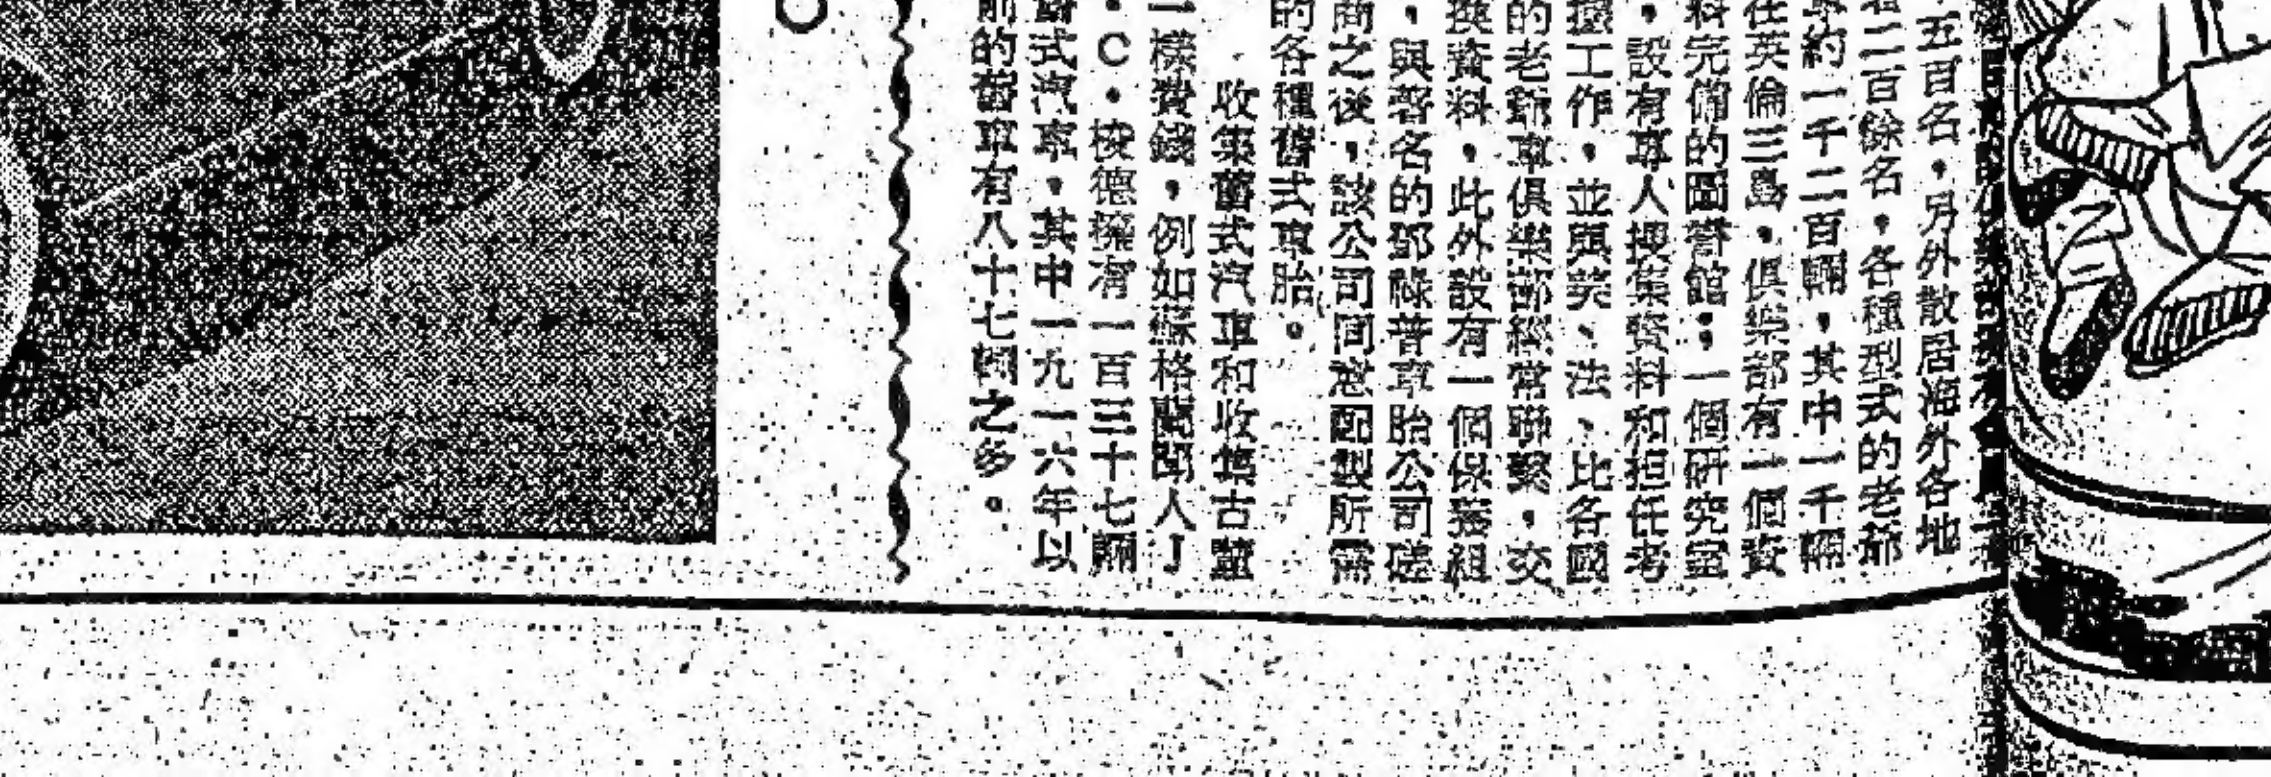 五百名，另外散居海外各地
者二百餘名，各種型式的老爺
車約一千二百輛，其中一千輛
在英倫三島，俱樂部有一個資
料完備的圖書館；一個研究室
，設有專人搜集資料和担任考
據工作，並與美、法、比各國
的老爺車俱樂部經常聯繫，交
換資料，此外設有一個保養組
，與著名的鄧祿普車胎公司磋
商之後，該公司同意配製所需
的各種舊式車胎。
收集舊式汽車和收集古董
一樣費錢，例如蘇格蘭聞人J
．C．按德擁有一百三十七輛
舊式汽車，其中一九一六年以
前的舊車有八十七輛之多。